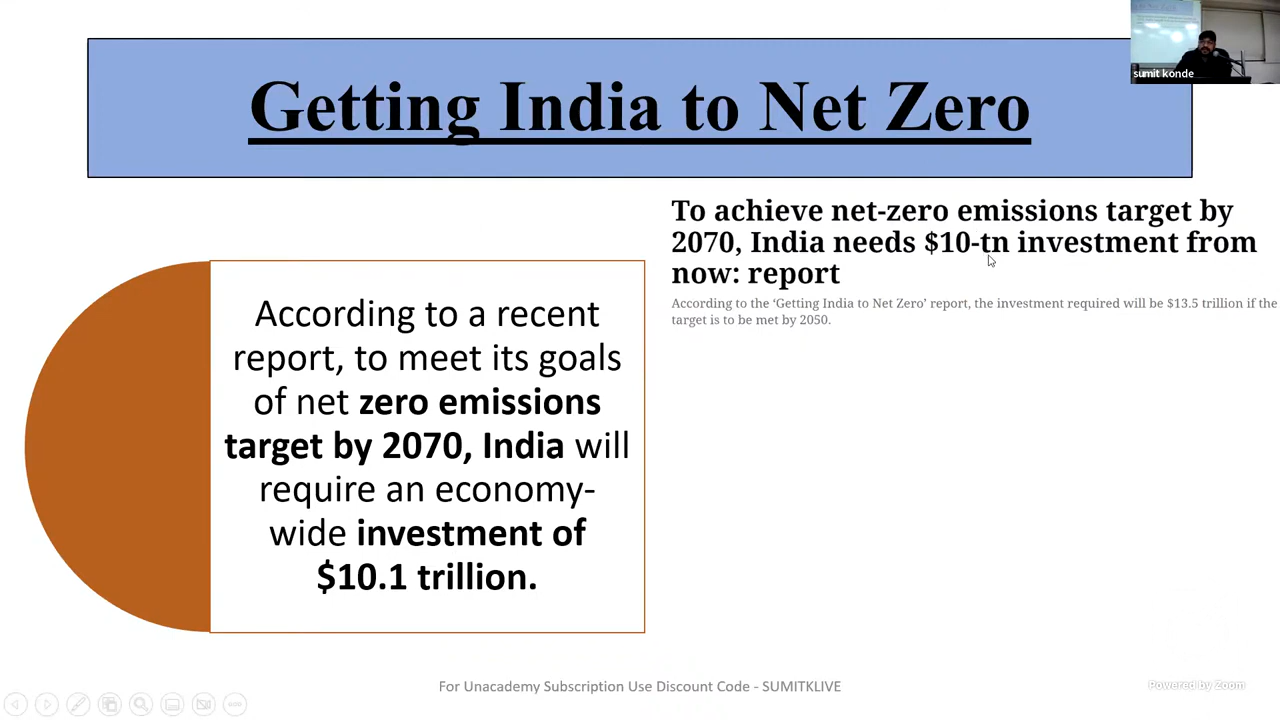 Getting India to Net Zero
sumit konde
To achieve net-zero emissions target by
2070, India needs $10-tn investment from
now: report
According to the ‘Getting India to Net Zero’ report, the investment required will be $13.5 trillion if the
target is to be met by 2050.
According to a recent
report, to meet its goals
of net zero emissions
target by 2070, India will
require an economy-
wide investment of
$10.1 trillion.
For Unacademy Subscription Use Discount Code - SUMITKLIVE
Powered by Zoom